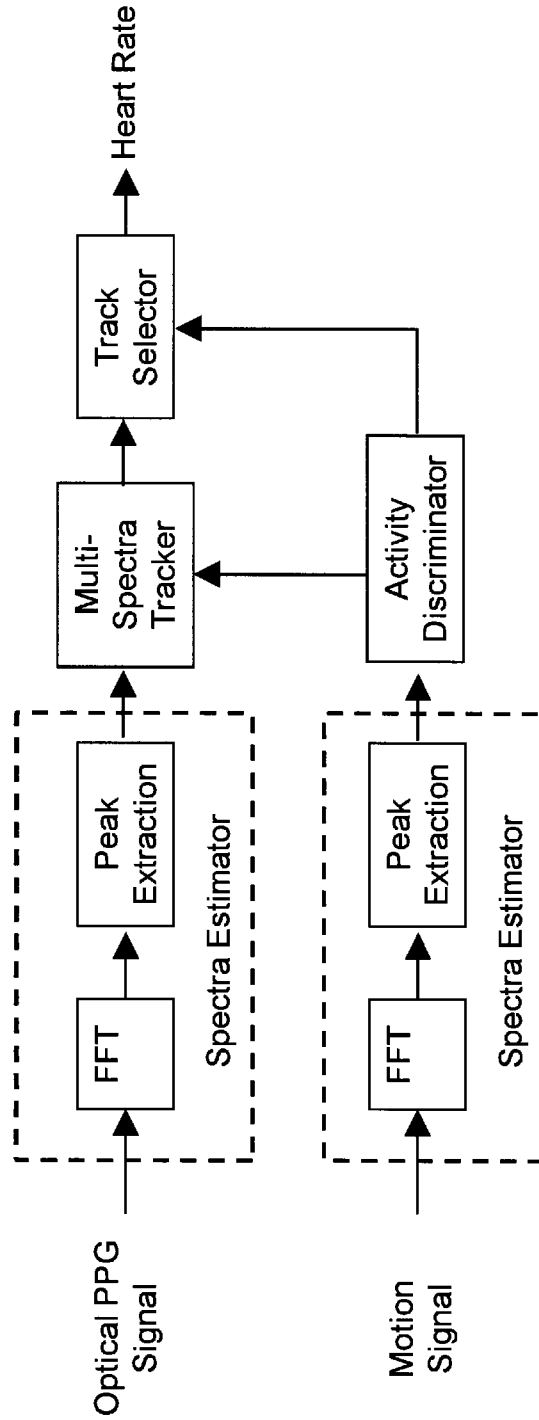 Optical PPG
Signal
FFT
Peak
Extraction
Spectra Estimator
Multi-
Spectra
Tracker
Track
Selector
Heart Rate
Motion
Signal
FFT
Peak
Extraction
Spectra Estimator
Activity
Discriminator